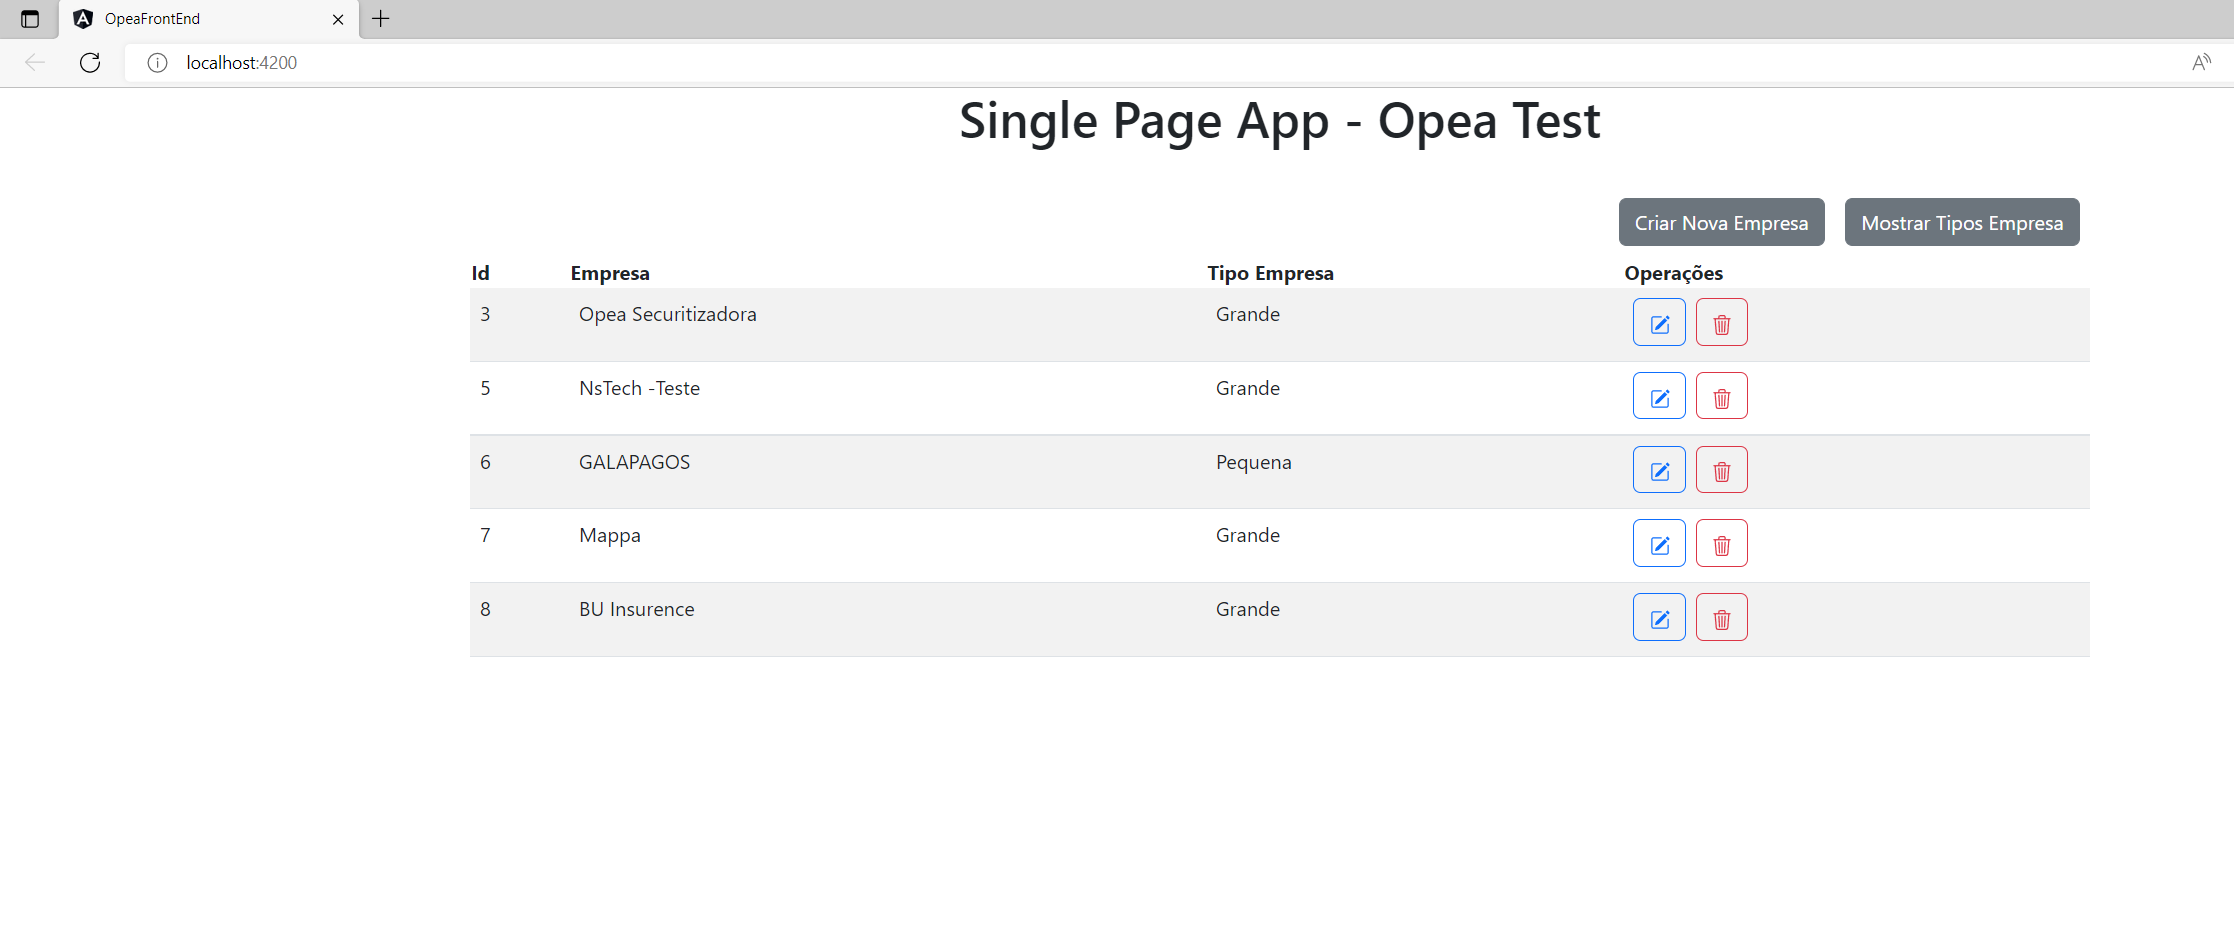 OpeaFrontEnd
localhost:4200
Single Page App - Opea Test
Criar Nova Empresa Mostrar Tipos Empresa
Id Empresa Tipo Empresa Operações
3 Opea Securitizadora Grande
5 NsTech -Teste Grande
6 GALAPAGOS Pequena
7 Mappa Grande
8 BU Insurence Grande